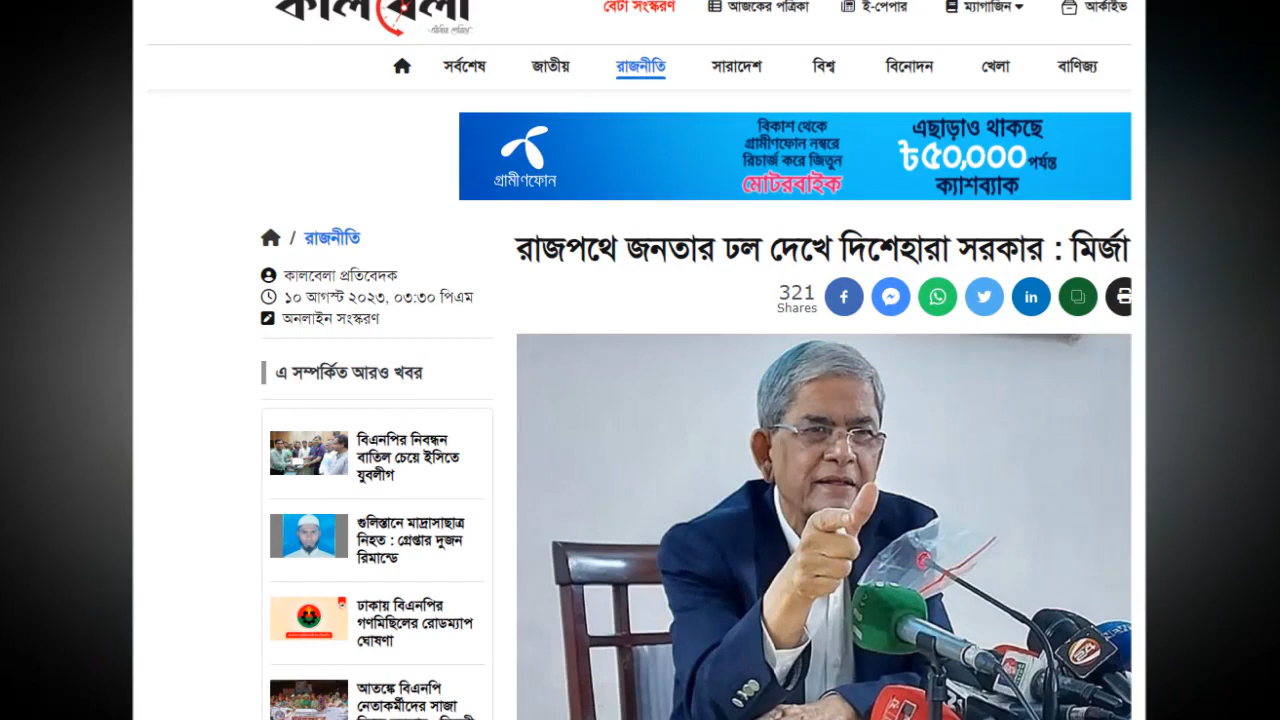 কালবেলা
বেটা সংস্করণ
আজকের পত্রিকা
ই-পেপার
ম্যাগাজিন
আর্কাইভ
সর্বশেষ
জাতীয়
রাজনীতি
সারাদেশ
বিশ্ব
বিনোদন
খেলা
বাণিজ্য
গ্রামীণফোন
বিকাশ থেকে
গ্রামীণফোন নম্বরে
রিচার্জ করে জিতুন
মোটরবাইক
এছাড়াও থাকছে
৳৫০,০০০ পর্যন্ত
ক্যাশব্যাক
/ রাজনীতি
কালবেলা প্রতিবেদক
১০ আগস্ট ২০২৩, ০৩:৩০ পিএম
অনলাইন সংস্করণ
রাজপথে জনতার ঢল দেখে দিশেহারা সরকার : মির্জা
321
Shares
এ সম্পর্কিত আরও খবর
বিএনপির নিবন্ধন
বাতিল চেয়ে ইসিতে
যুবলীগ
গুলিস্তানে মাদ্রাসাছাত্র
নিহত : গ্রেপ্তার দুজন
রিমান্ডে
ঢাকায় বিএনপির
গণমিছিলের রোডম্যাপ
ঘোষণা
আতঙ্কে বিএনপি
নেতাকর্মীদের সাজা
24
NEWS